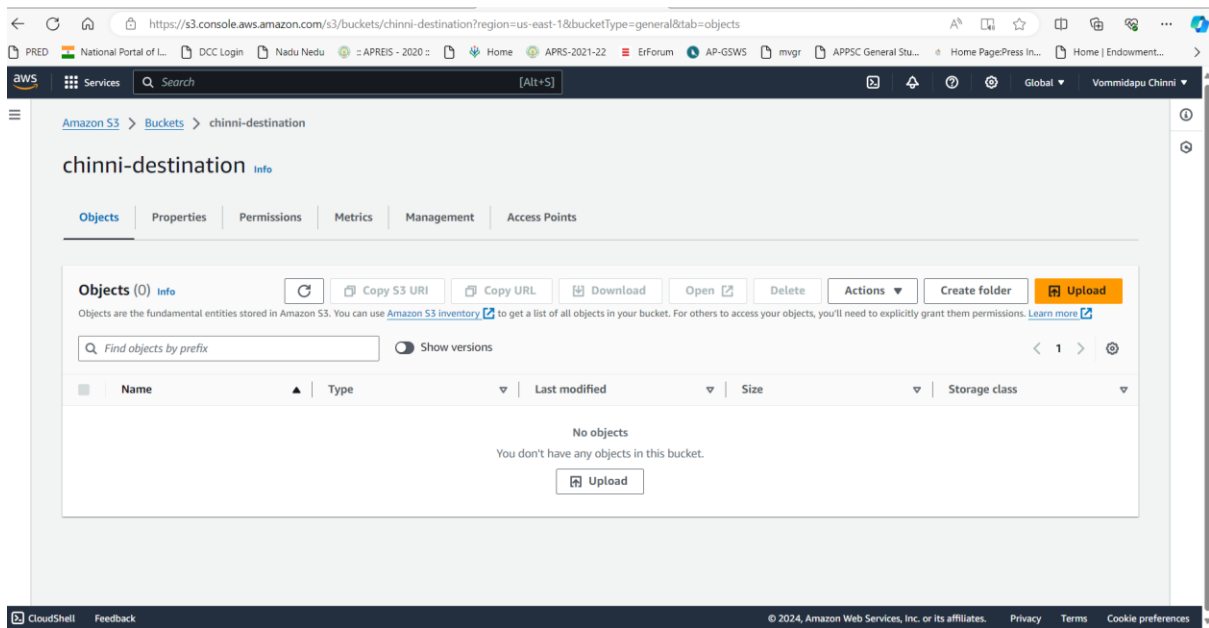 https://s3.console.aws.amazon.com/s3/buckets/chinni-destination?region=us-east-1&bucketType=general&tab=objects
PRED National Portal of I... DCC Login Nadu Nedu :: APREIS - 2020 :: Home APRS-2021-22 ErForum AP-GSWS mvgr APPSC General Stu... Home Page:Press In... Home | Endowment...
aws Services Search [Alt+S] Global Vommidapu Chinni
Amazon S3 > Buckets > chinni-destination
chinni-destination Info
Objects Properties Permissions Metrics Management Access Points
Objects (0) Info Copy S3 URI Copy URL Download Open Delete Actions Create folder Upload
Objects are the fundamental entities stored in Amazon S3. You can use Amazon S3 inventory to get a list of all objects in your bucket. For others to access your objects, you'll need to explicitly grant them permissions. Learn more
Find objects by prefix Show versions < 1 >
Name Type Last modified Size Storage class
No objects
You don't have any objects in this bucket.
Upload
CloudShell Feedback © 2024, Amazon Web Services, Inc. or its affiliates. Privacy Terms Cookie preferences